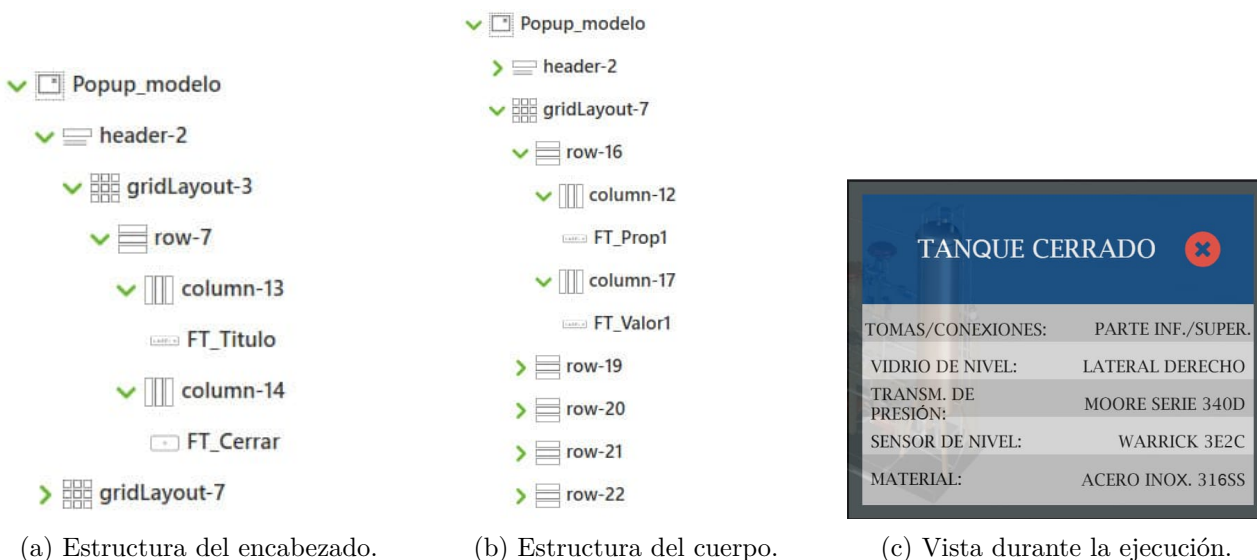 Popup_modelo
header-2
gridLayout-3
row-7
column-13
FT_Titulo
column-14
FT_Cerrar
gridLayout-7
(a) Estructura del encabezado.
Popup_modelo
header-2
gridLayout-7
row-16
column-12
FT_Prop1
column-17
FT_Valor1
row-19
row-20
row-21
row-22
(b) Estructura del cuerpo.
TANQUE CERRADO
TOMAS/CONEXIONES: PARTE INF./SUPER.
VIDRIO DE NIVEL: LATERAL DERECHO
TRANSM. DE
PRESIÓN: MOORE SERIE 340D
SENSOR DE NIVEL: WARRICK 3E2C
MATERIAL: ACERO INOX. 316SS
(c) Vista durante la ejecución.